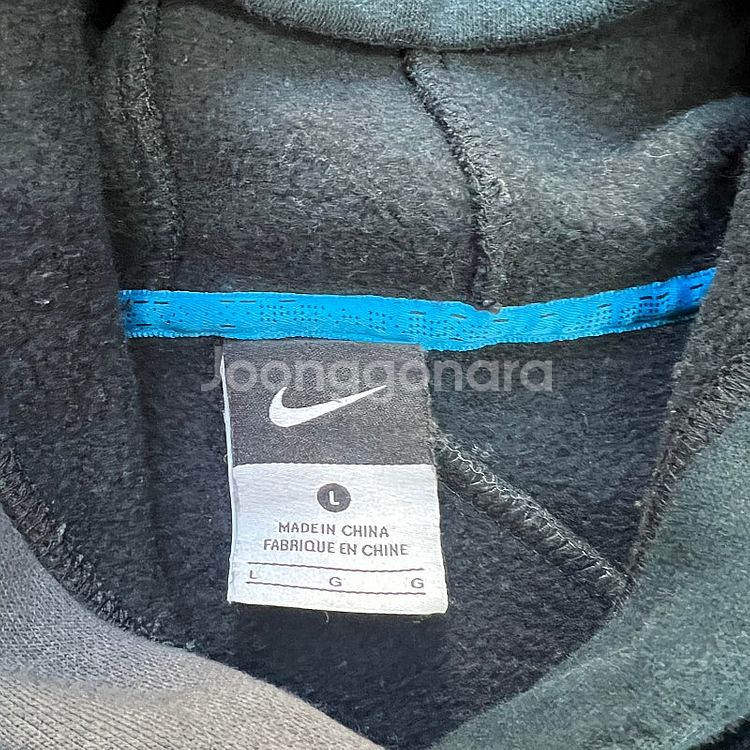 Joonggonara
L
MADE IN CHINA
FABRIQUE EN CHINE
L G G